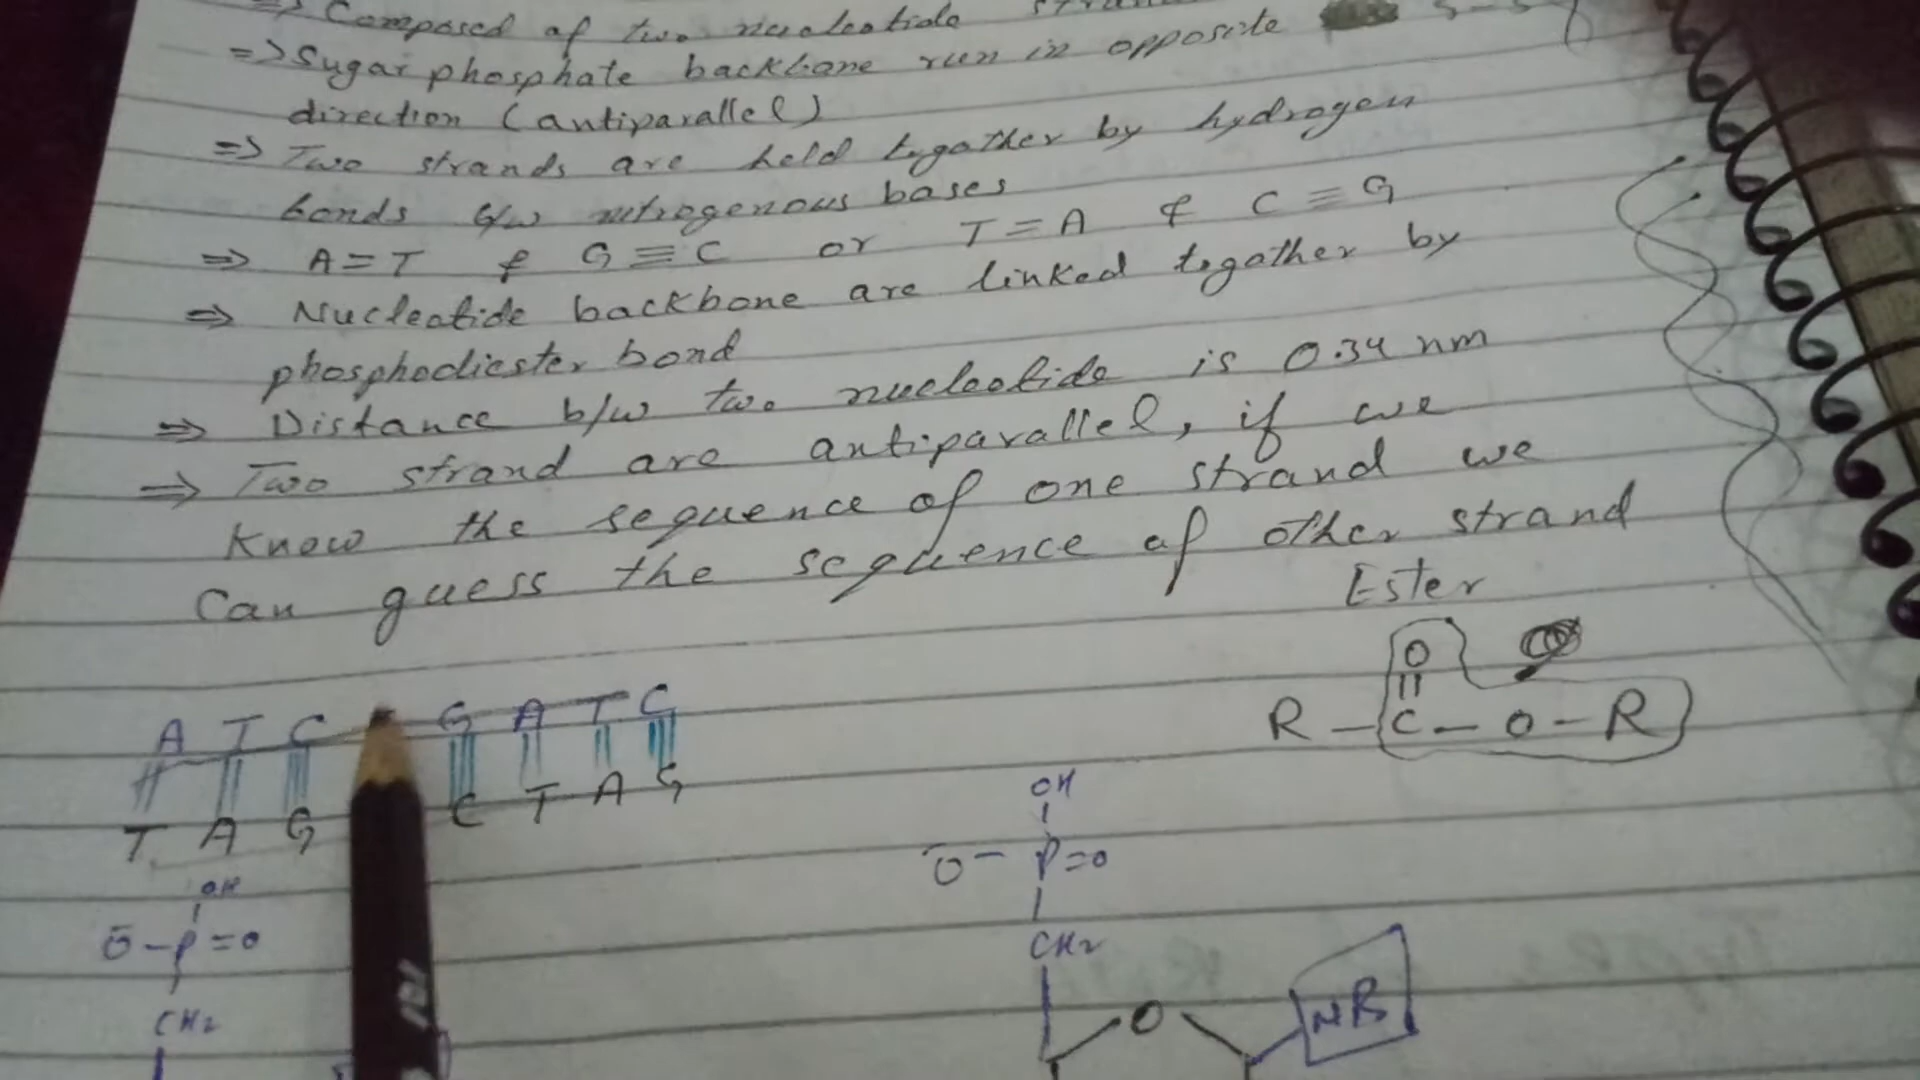 => Composed of two nucleotide
=> Sugar phosphate backbone run in opposite
direction (antiparallel)
=> Two strands are held together by hydrogen
bonds b/w nitrogenous bases
=> A=T & G≡C or T=A & C≡G
=> Nucleotide backbone are linked together by
phosphodiester bond
=> Distance b/w two nucleotide is 0.34 nm
=> Two strand are antiparallel, if we
Know the sequence of one strand we
Can guess the sequence of other strand
Ester
O
R - C - O - R
A T C G A T C
T A G C T A G
OH
O - P = O
CH2
OH
O - P = O
CH2
O
NB